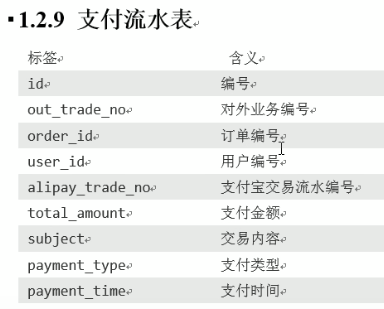 1.2.9 支付流水表
标签 含义
id 编号
out_trade_no 对外业务编号
order_id 订单编号
user_id 用户编号
alipay_trade_no 支付宝交易流水编号
total_amount 支付金额
subject 交易内容
payment_type 支付类型
payment_time 支付时间